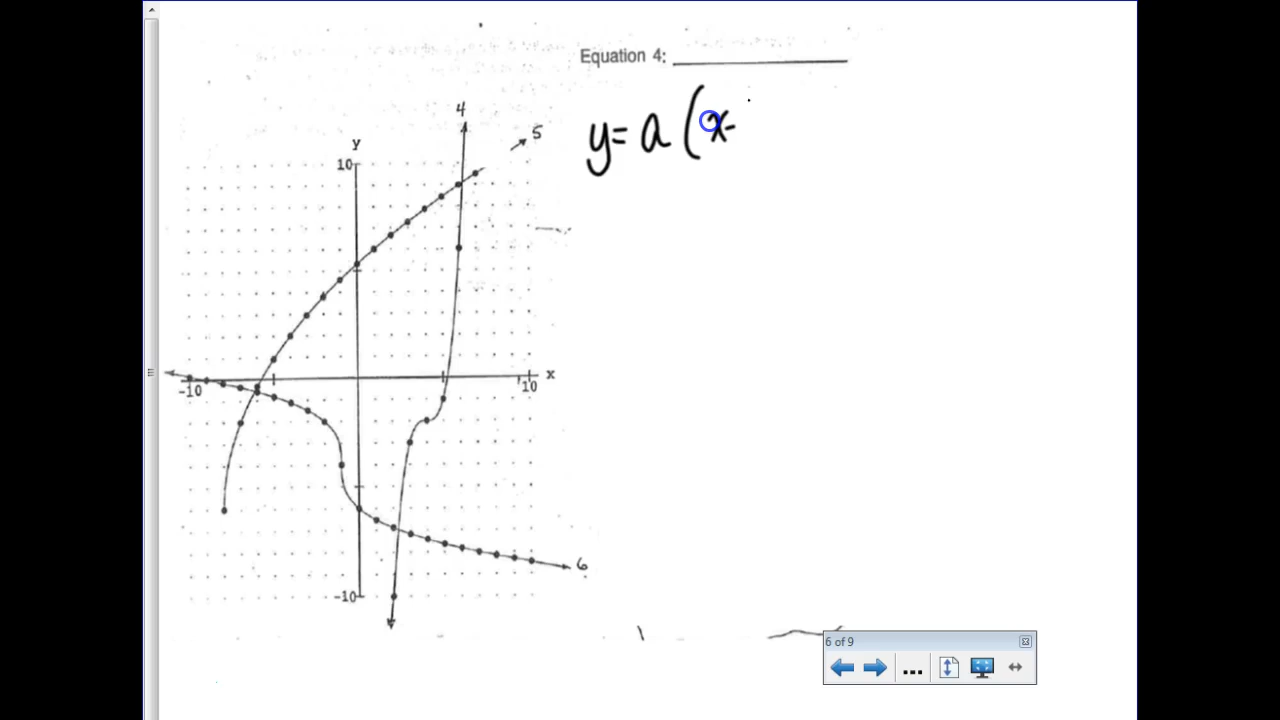 Equation 4:
y= a (x-
4
5
y
10
x
-10
10
-10
6
6 of 9
...